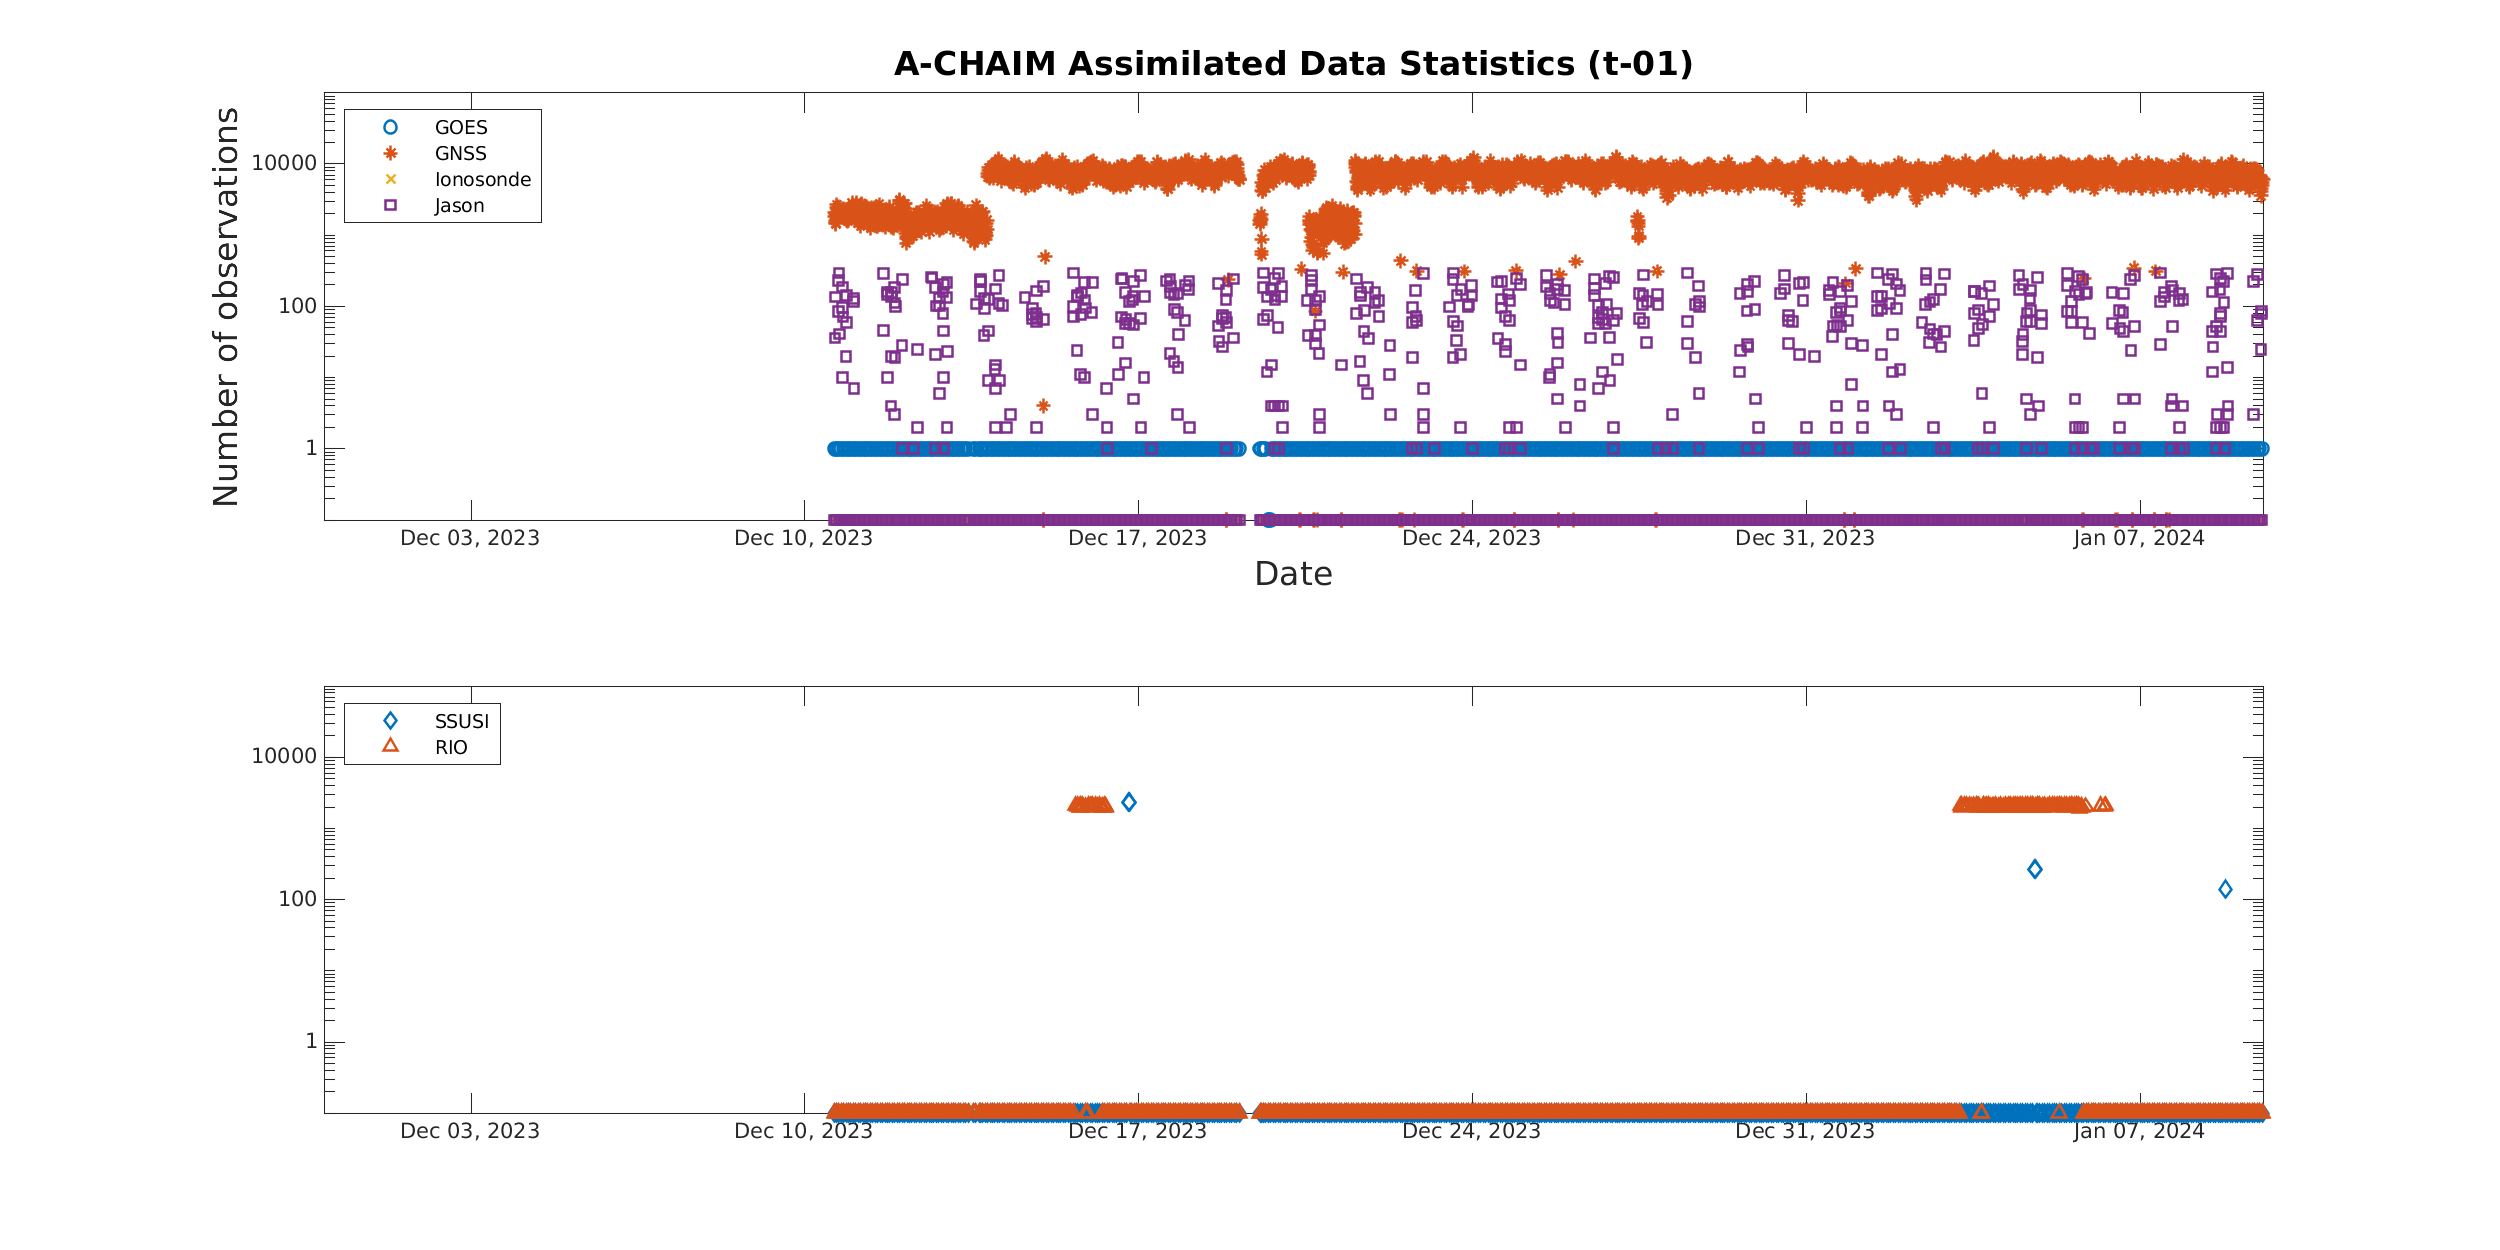 A-CHAIM Assimilated Data Statistics (t-01)
Number of observations
10000
100
1
GOES
GNSS
Ionosonde
Jason
Dec 03, 2023
Dec 10, 2023
Dec 17, 2023
Dec 24, 2023
Dec 31, 2023
Jan 07, 2024
Date
10000
100
1
SSUSI
RIO
Dec 03, 2023
Dec 10, 2023
Dec 17, 2023
Dec 24, 2023
Dec 31, 2023
Jan 07, 2024